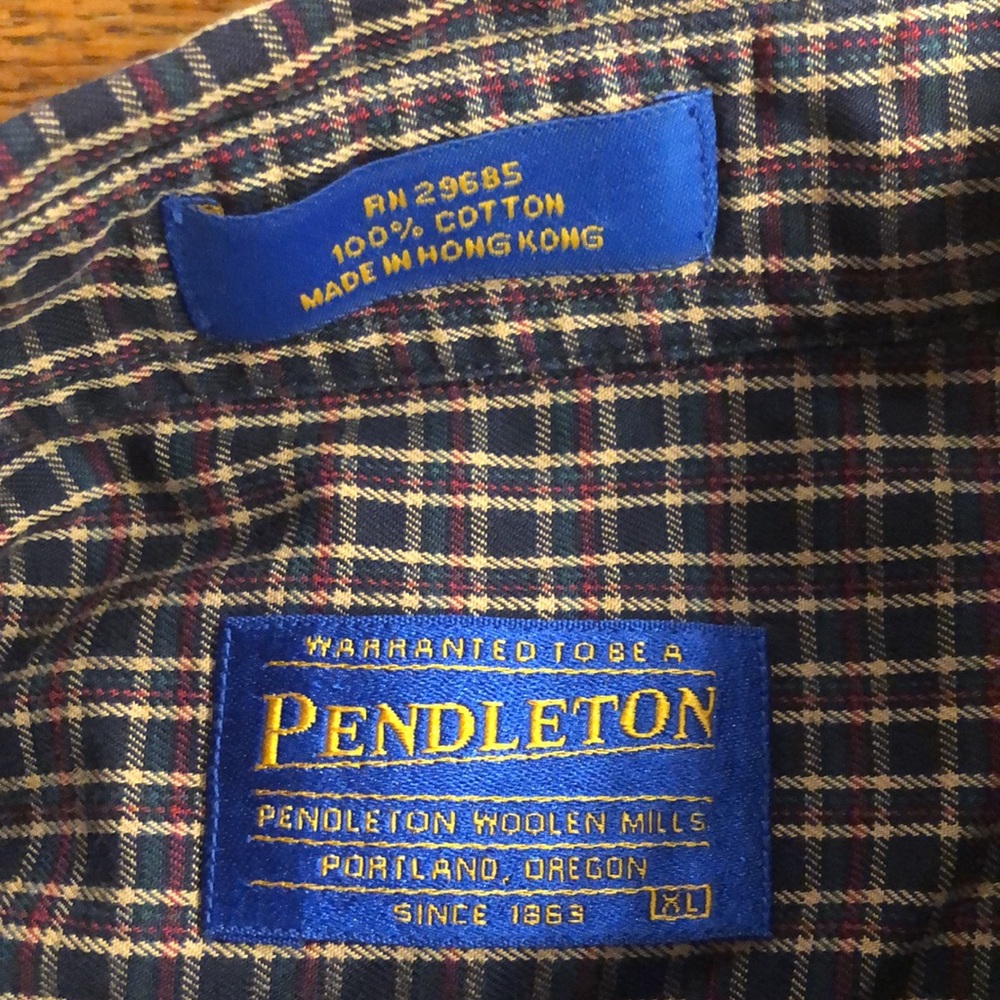 RN 29685
100% COTTON
MADE IN HONG KONG
WARRANTED TO BE A
PENDLETON
PENDLETON WOOLEN MILLS
PORTLAND, OREGON
SINCE 1863
XL